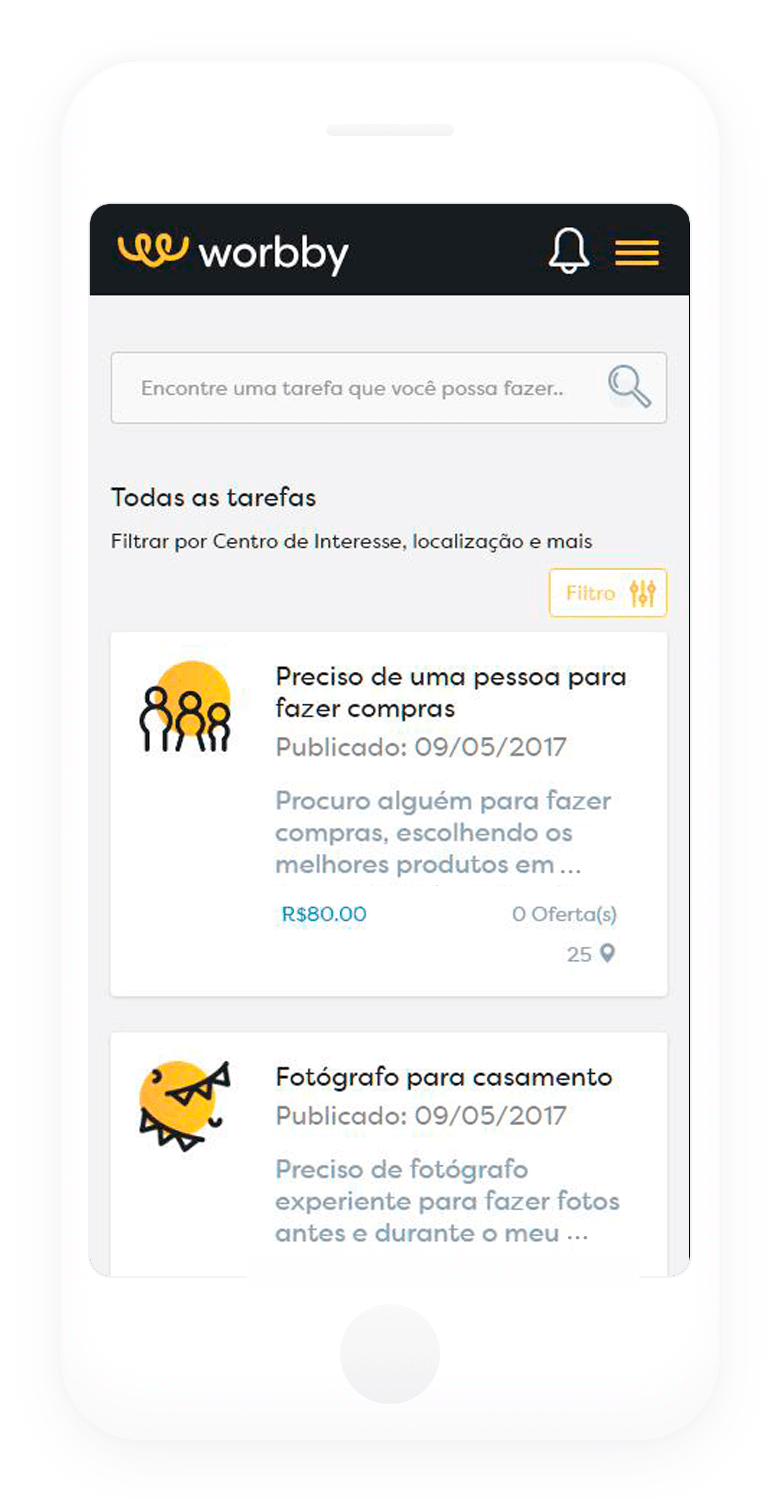 worbby
Encontre uma tarefa que você possa fazer..
Todas as tarefas
Filtrar por Centro de Interesse, localização e mais
Filtro
Preciso de uma pessoa para
fazer compras
Publicado: 09/05/2017
Procuro alguém para fazer
compras, escolhendo os
melhores produtos em ...
R$80.00
0 Oferta(s)
25
Fotógrafo para casamento
Publicado: 09/05/2017
Preciso de fotógrafo
experiente para fazer fotos
antes e durante o meu ...